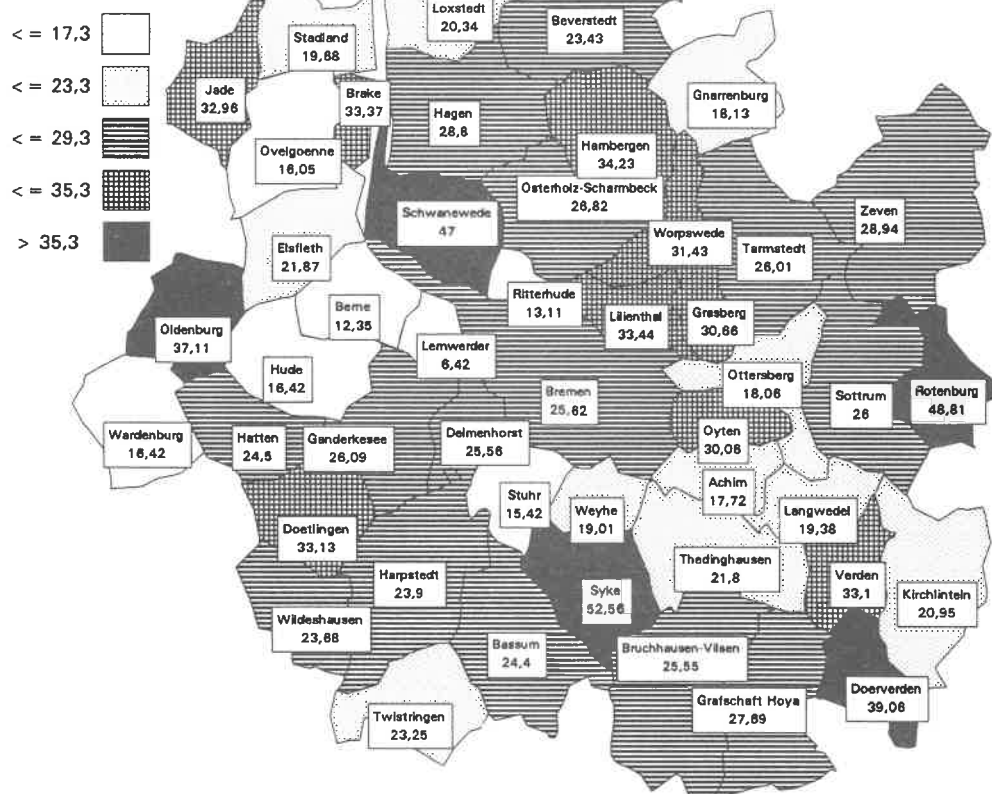 <= 17,3
<= 23,3
<= 29,3
<= 35,3
> 35,3
Loxstedt
20,34
Beverstedt
23,43
Stadland
19,68
Jade
32,96
Brake
33,37
Hagen
28,8
Gnarrenburg
18,13
Hambergen
34,23
Ovelgoenne
16,05
Osterholz-Scharmbeck
26,82
Schwanewede
47
Zeven
28,94
Worpswede
31,43
Tarmstedt
26,01
Elsfleth
21,87
Berne
12,35
Ritterhude
13,11
Lilienthal
33,44
Grasberg
30,66
Oldenburg
37,11
Lemwerder
6,42
Hude
16,42
Ottersberg
18,06
Bremen
25,62
Sottrum
26
Rotenburg
48,81
Wardenburg
16,42
Hatten
24,5
Ganderkesee
26,09
Delmenhorst
25,56
Oyten
30,06
Achim
17,72
Stuhr
15,42
Weyhe
19,01
Langwedel
19,38
Doetlingen
33,13
Thedinghausen
21,8
Harpstedt
23,9
Syke
52,56
Verden
33,1
Kirchlinteln
20,95
Wildeshausen
23,68
Bassum
24,4
Bruchhausen-Vilsen
25,55
Grafschaft Hoya
27,69
Doerverden
39,06
Twistringen
23,25